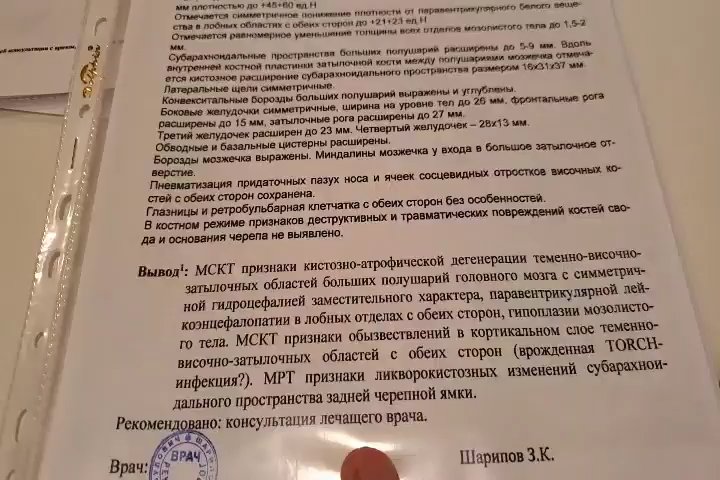 мм плотностью до +45+60 ед.Н
Отмечается симметричное понижение плотности от паравентрикулярного белого веще-
ства в лобных областях с обеих сторон до +21+23 ед.Н
Отмечается равномерное уменьшение толщины всех отделов мозолистого тела до 1,5-2
мм.
Субарахноидальные пространства больших полушарий расширены до 5-9 мм. Вдоль
внутренней костной пластинки затылочной кости между полушариями мозжечка отмеча-
ется кистозное расширение субарахноидального пространства размером 16х31х37 мм.
Латеральные щели симметричные.
Конвекситальные борозды больших полушарий выражены и углублены.
Боковые желудочки симметричные, ширина на уровне тел до 26 мм, фронтальные рога
расширены до 15 мм, затылочные рога расширены до 27 мм.
Третий желудочек расширен до 23 мм. Четвертый желудочек – 28х13 мм.
Обводные и базальные цистерны расширены.
Борозды мозжечка выражены. Миндалины мозжечка у входа в большое затылочное от-
верстие.
Пневматизация придаточных пазух носа и ячеек сосцевидных отростков височных ко-
стей с обеих сторон сохранена.
Глазницы и ретробульбарная клетчатка с обеих сторон без особенностей.
В костном режиме признаков деструктивных и травматических повреждений костей сво-
да и основания черепа не выявлено.
Вывод¹: МСКТ признаки кистозно-атрофической дегенерации теменно-височно-
затылочных областей больших полушарий головного мозга с симметрич-
ной гидроцефалией заместительного характера, паравентрикулярной лей-
коэнцефалопатии в лобных отделах с обеих сторон, гипоплазии мозолисто-
го тела. МСКТ признаки обызвествлений в кортикальном слое теменно-
височно-затылочных областей с обеих сторон (врожденная TORCH-
инфекция?). МРТ признаки ликворокистозных изменений субарахнои-
дального пространства задней черепной ямки.
Рекомендовано: консультация лечащего врача.
Врач:
ВРАЧ
Шарипов З.К.